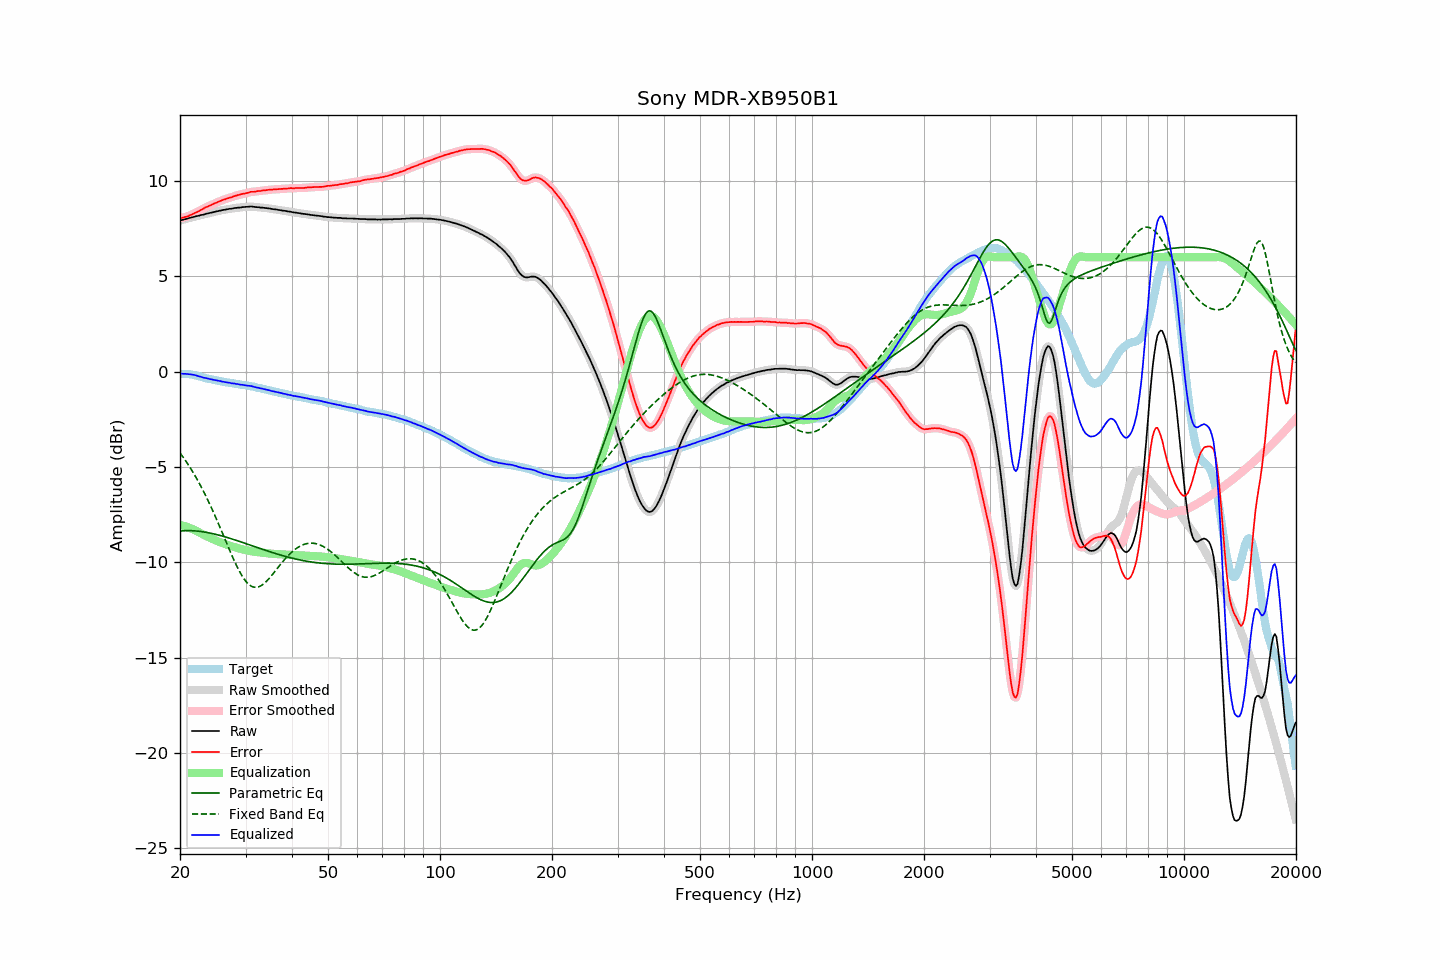 Sony MDR-XB950B1
Amplitude (dBr)
10
5
0
−5
−10
−15
−20
−25
Target
Raw Smoothed
Error Smoothed
Raw
Error
Equalization
Parametric Eq
Fixed Band Eq
Equalized
20 50 100 200 500 1000 2000 5000 10000 20000
Frequency (Hz)